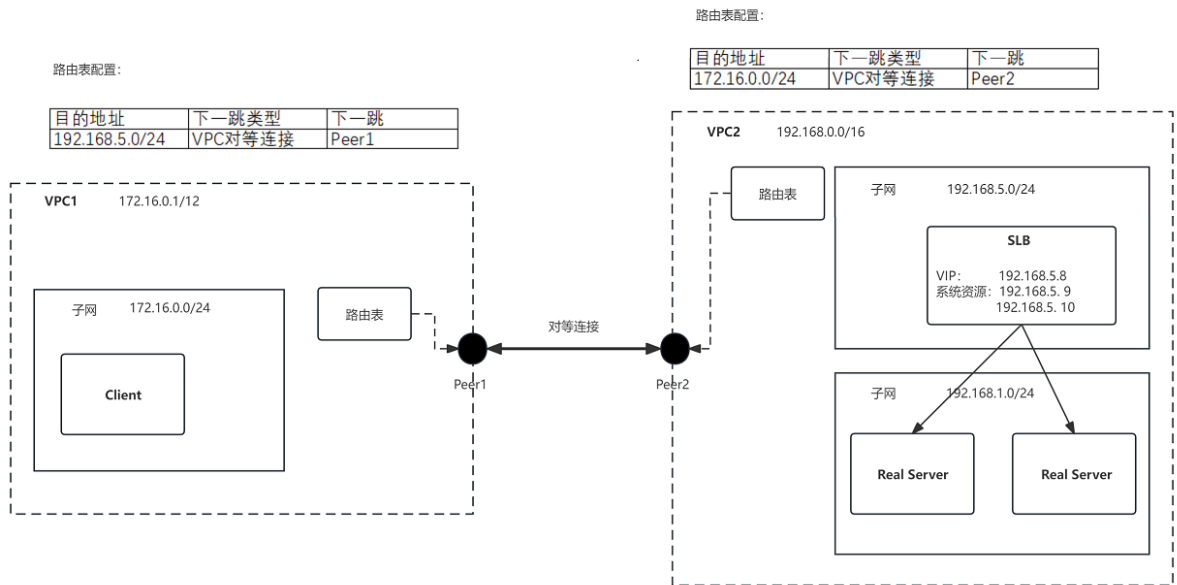 路由表配置：
目的地址 下一跳类型 下一跳
192.168.5.0/24 VPC对等连接 Peer1
VPC1 172.16.0.1/12
子网 172.16.0.0/24
Client
路由表
Peer1
对等连接
Peer2
路由表配置：
目的地址 下一跳类型 下一跳
172.16.0.0/24 VPC对等连接 Peer2
VPC2 192.168.0.0/16
路由表
子网 192.168.5.0/24
SLB
VIP： 192.168.5.8
系统资源：192.168.5. 9
192.168.5. 10
子网 192.168.1.0/24
Real Server
Real Server